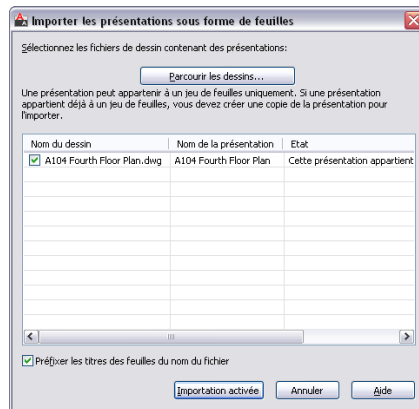 Importer les présentations sous forme de feuilles
Sélectionnez les fichiers de dessin contenant des présentations:
Parcourir les dessins...
Une présentation peut appartenir à un jeu de feuilles uniquement. Si une présentation
appartient déjà à un jeu de feuilles, vous devez créer une copie de la présentation pour
l'importer.
Nom du dessin Nom de la présentation Etat
A104 Fourth Floor Plan.dwg A104 Fourth Floor Plan Cette présentation appartient
Préfixer les titres des feuilles du nom du fichier
Importation activée Annuler Aide